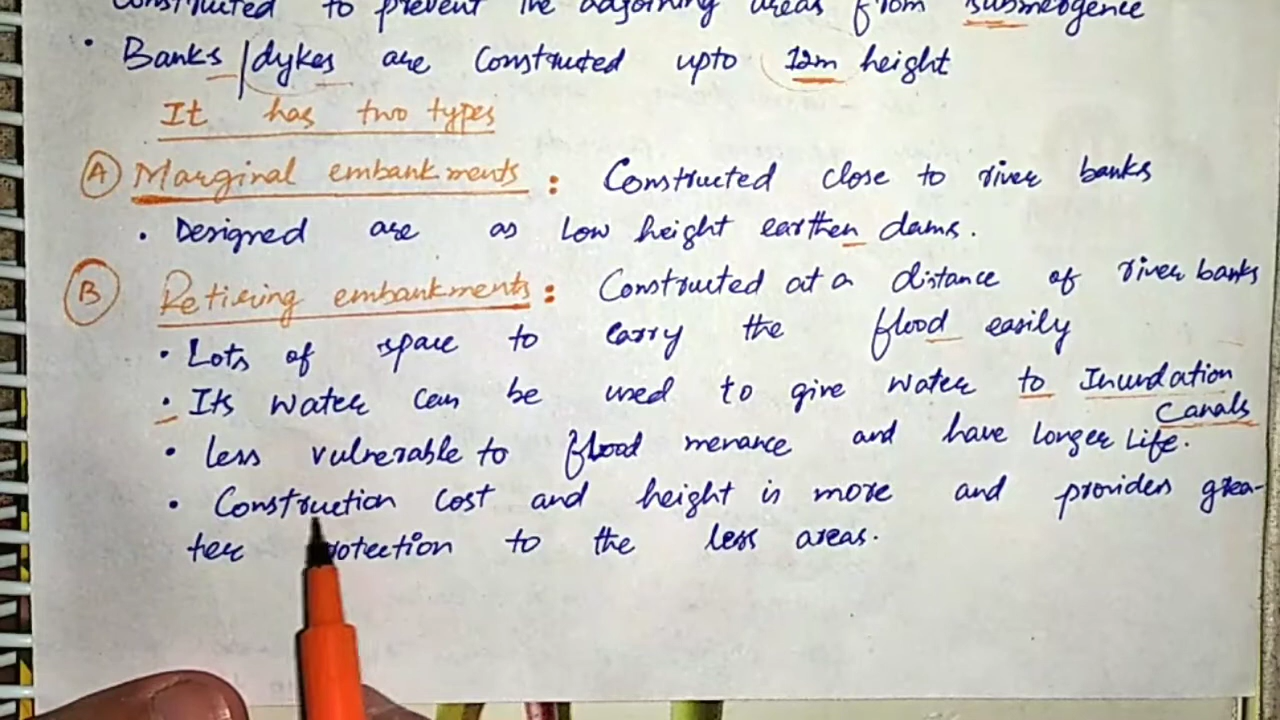 Constructed to prevent the adjoining areas from submergence
• Banks/dykes are constructed upto 12m height
It has two types
(A) Marginal embankments : Constructed close to river banks
• Designed are as low height earthen dams.
(B) Retiring embankments : Constructed at a distance of river banks
• Lots of space to carry the flood easily
• Its water can be used to give water to Inundation
Canals
• Less vulnerable to flood menance and have longer Life.
• Construction cost and height is more and provides grea-
ter to the less areas.